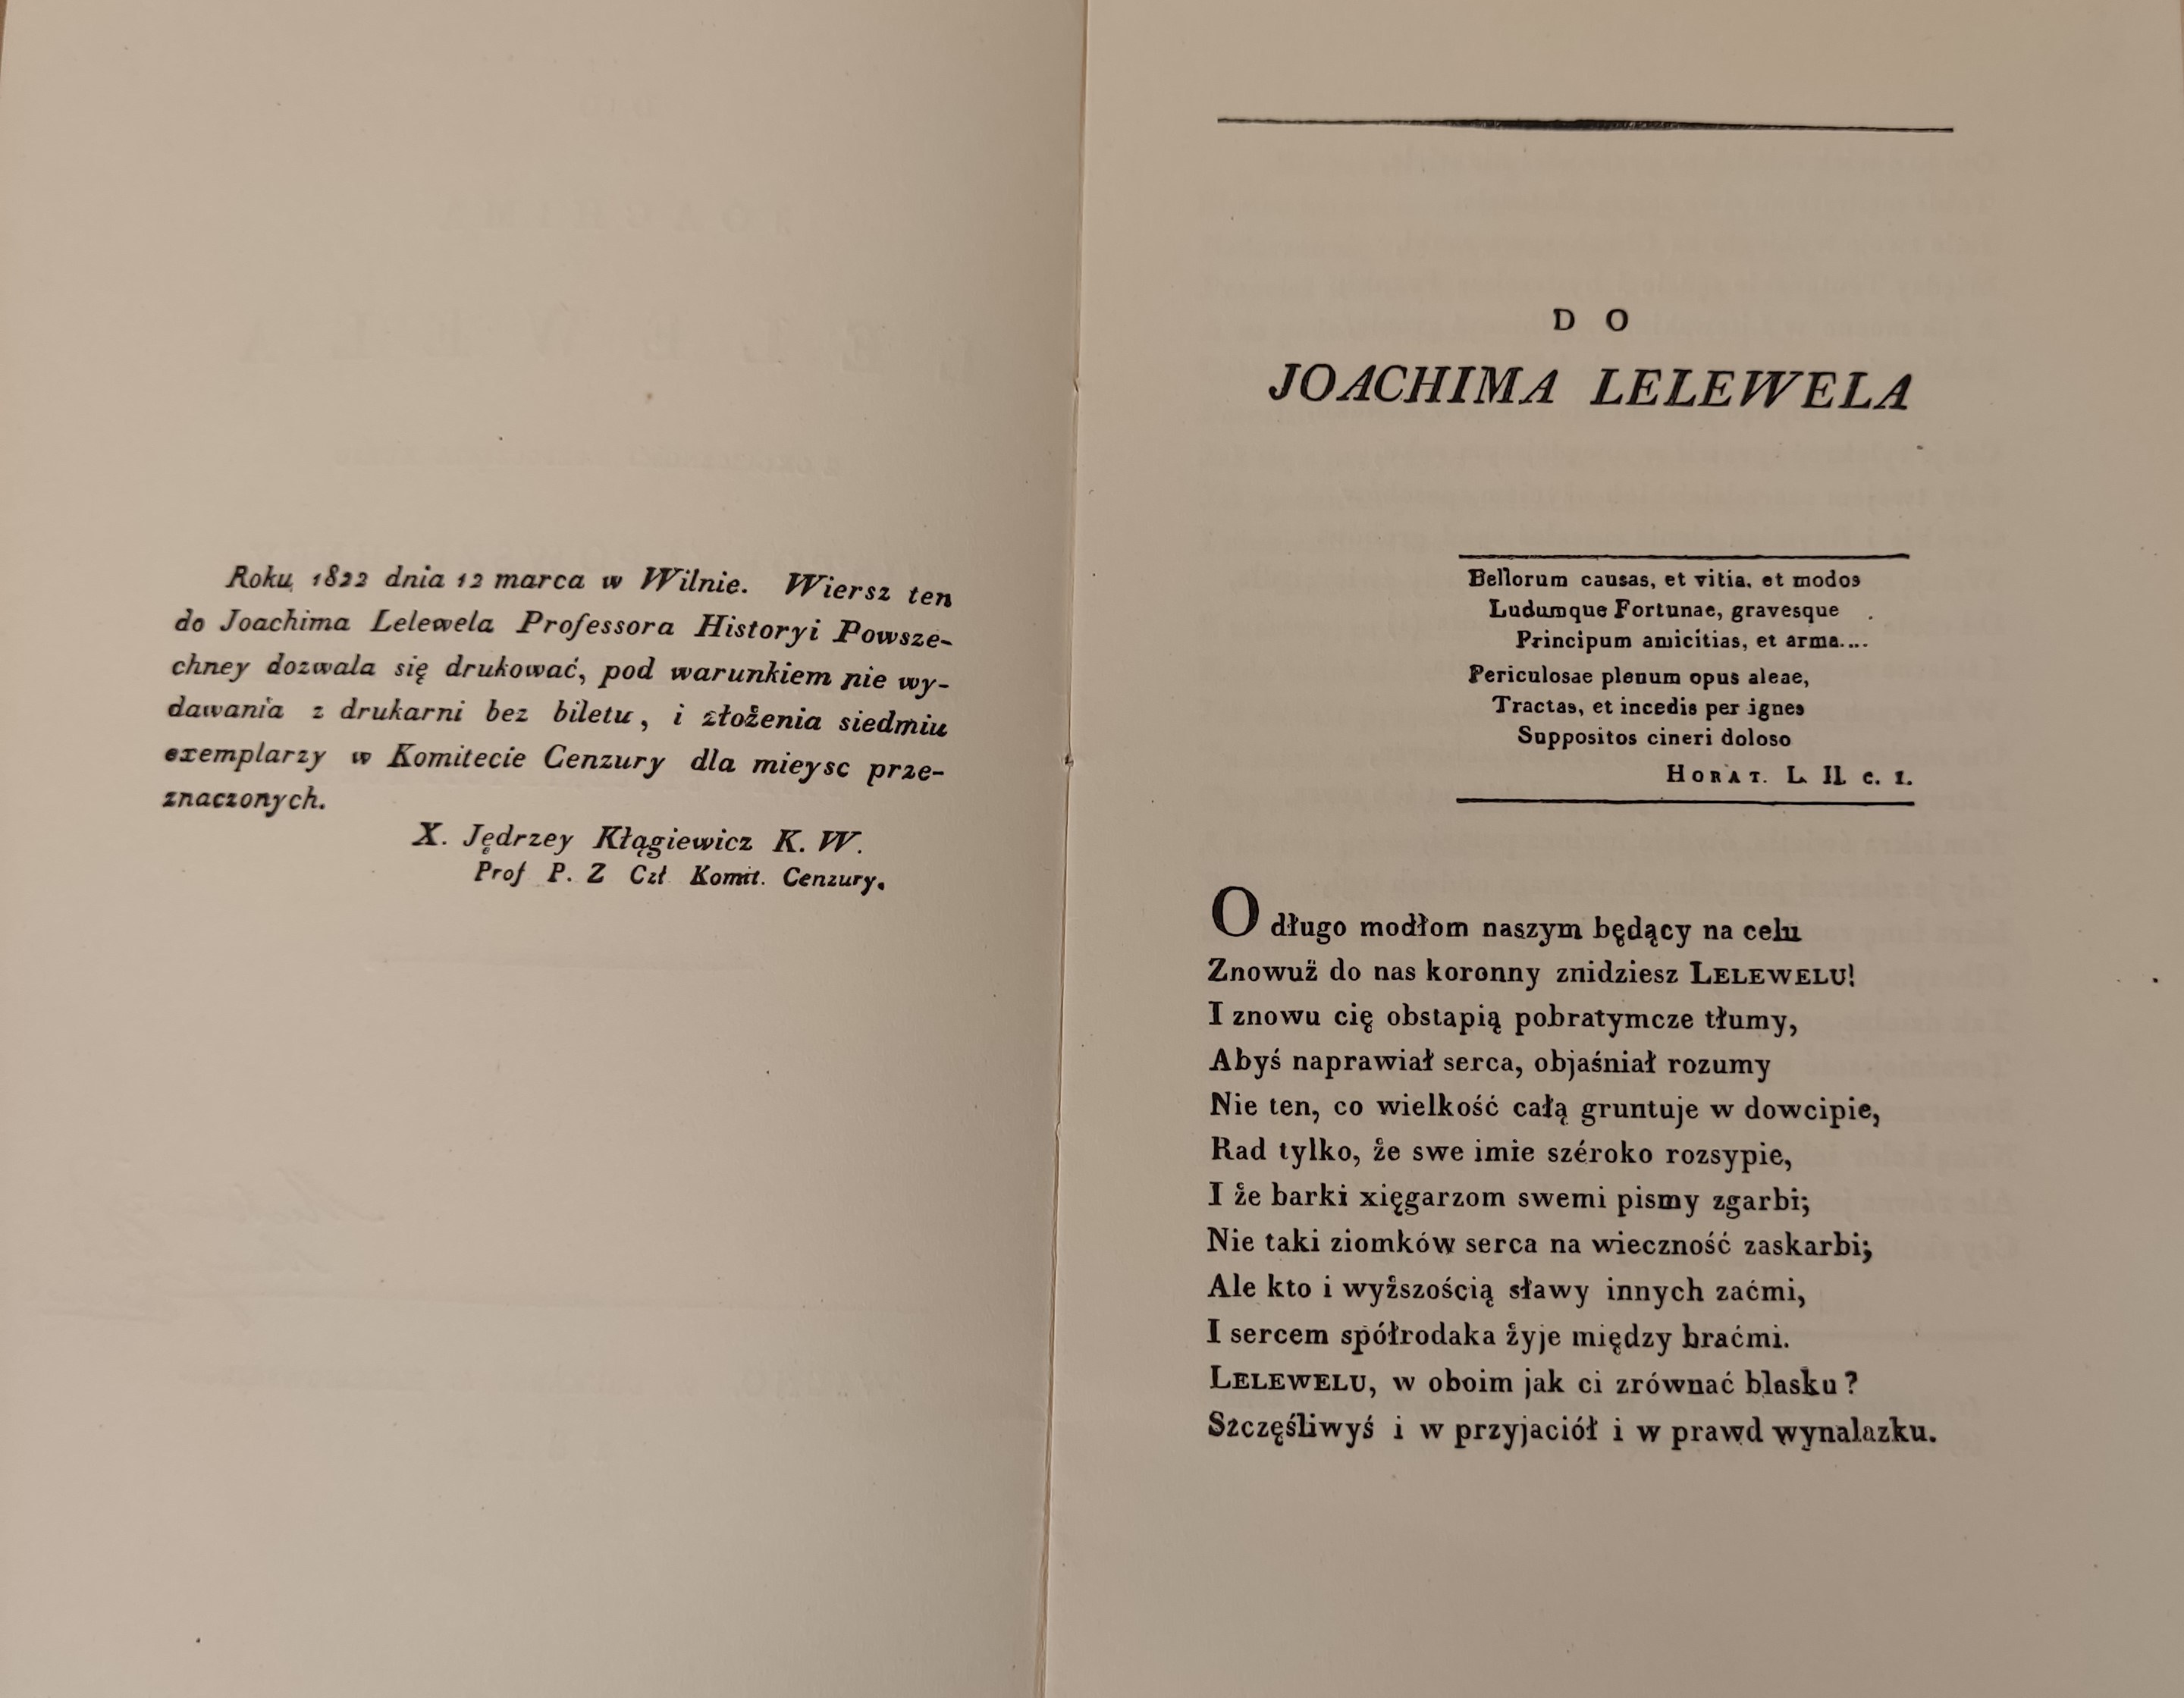 Roku 1822 dnia 12 marca w Wilnie. Wiersz ten
do Joachima Lelewela Professora Historyi Powsze-
chney dozwala się drukować, pod warunkiem nie wy-
dawania z drukarni bez biletu, i złożenia siedmiu
exemplarzy w Komitecie Cenzury dla mieysc prze-
znaczonych.
X. Jędrzey Kłągiewicz K. W.
Prof P. Z Czł Komit. Cenzury.
DO
JOACHIMA LELEWELA
Bellorum causas, et vitia, et modos
Ludumque Fortunae, gravesque
Principum amicitias, et arma....
Periculosae plenum opus aleae,
Tractas, et incedis per ignes
Suppositos cineri doloso
HORAT. L. II. c. 1.
O długo modłom naszym będący na celu
Znowuż do nas koronny znidziesz LELEWELU!
I znowu cię obstąpią pobratymcze tłumy,
Abyś naprawiał serca, objaśniał rozumy
Nie ten, co wielkość całą gruntuje w dowcipie,
Rad tylko, że swe imie széroko rozsypie,
I że barki xięgarzom swemi pismy zgarbi;
Nie taki ziomków serca na wieczność zaskarbi;
Ale kto i wyższością sławy innych zaćmi,
I sercem spółrodaka żyje między braćmi.
LELEWELU, w oboim jak ci zrównać blasku?
Szczęśliwyś i w przyjaciół i w prawd wynalazku.